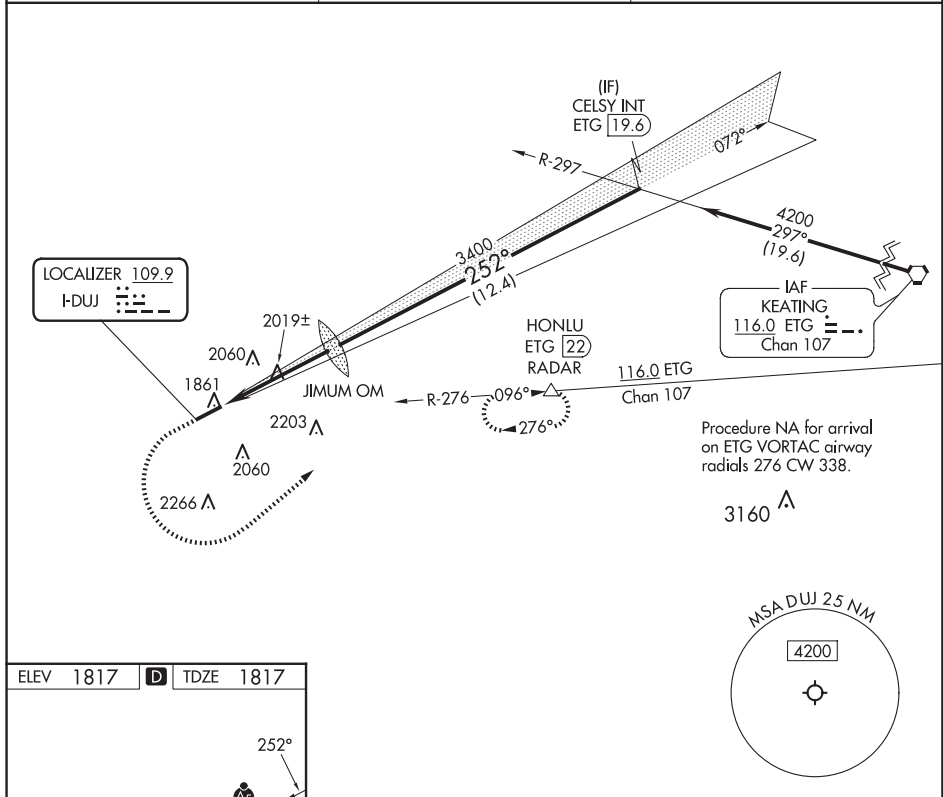 (IF)
CELSY INT
ETG 19.6
R-297
072°
4200
297°
(19.6)
3400
252°
(12.4)
LOCALIZER 109.9
I-DUJ
IAF
KEATING
116.0 ETG
Chan 107
2019±
2060
1861
JIMUM OM
HONLU
ETG 22
RADAR
116.0 ETG
Chan 107
R-276
096°
276°
2203
2060
2266
Procedure NA for arrival
on ETG VORTAC airway
radials 276 CW 338.
3160
MSA DUJ 25 NM
4200
ELEV 1817 D TDZE 1817
252°